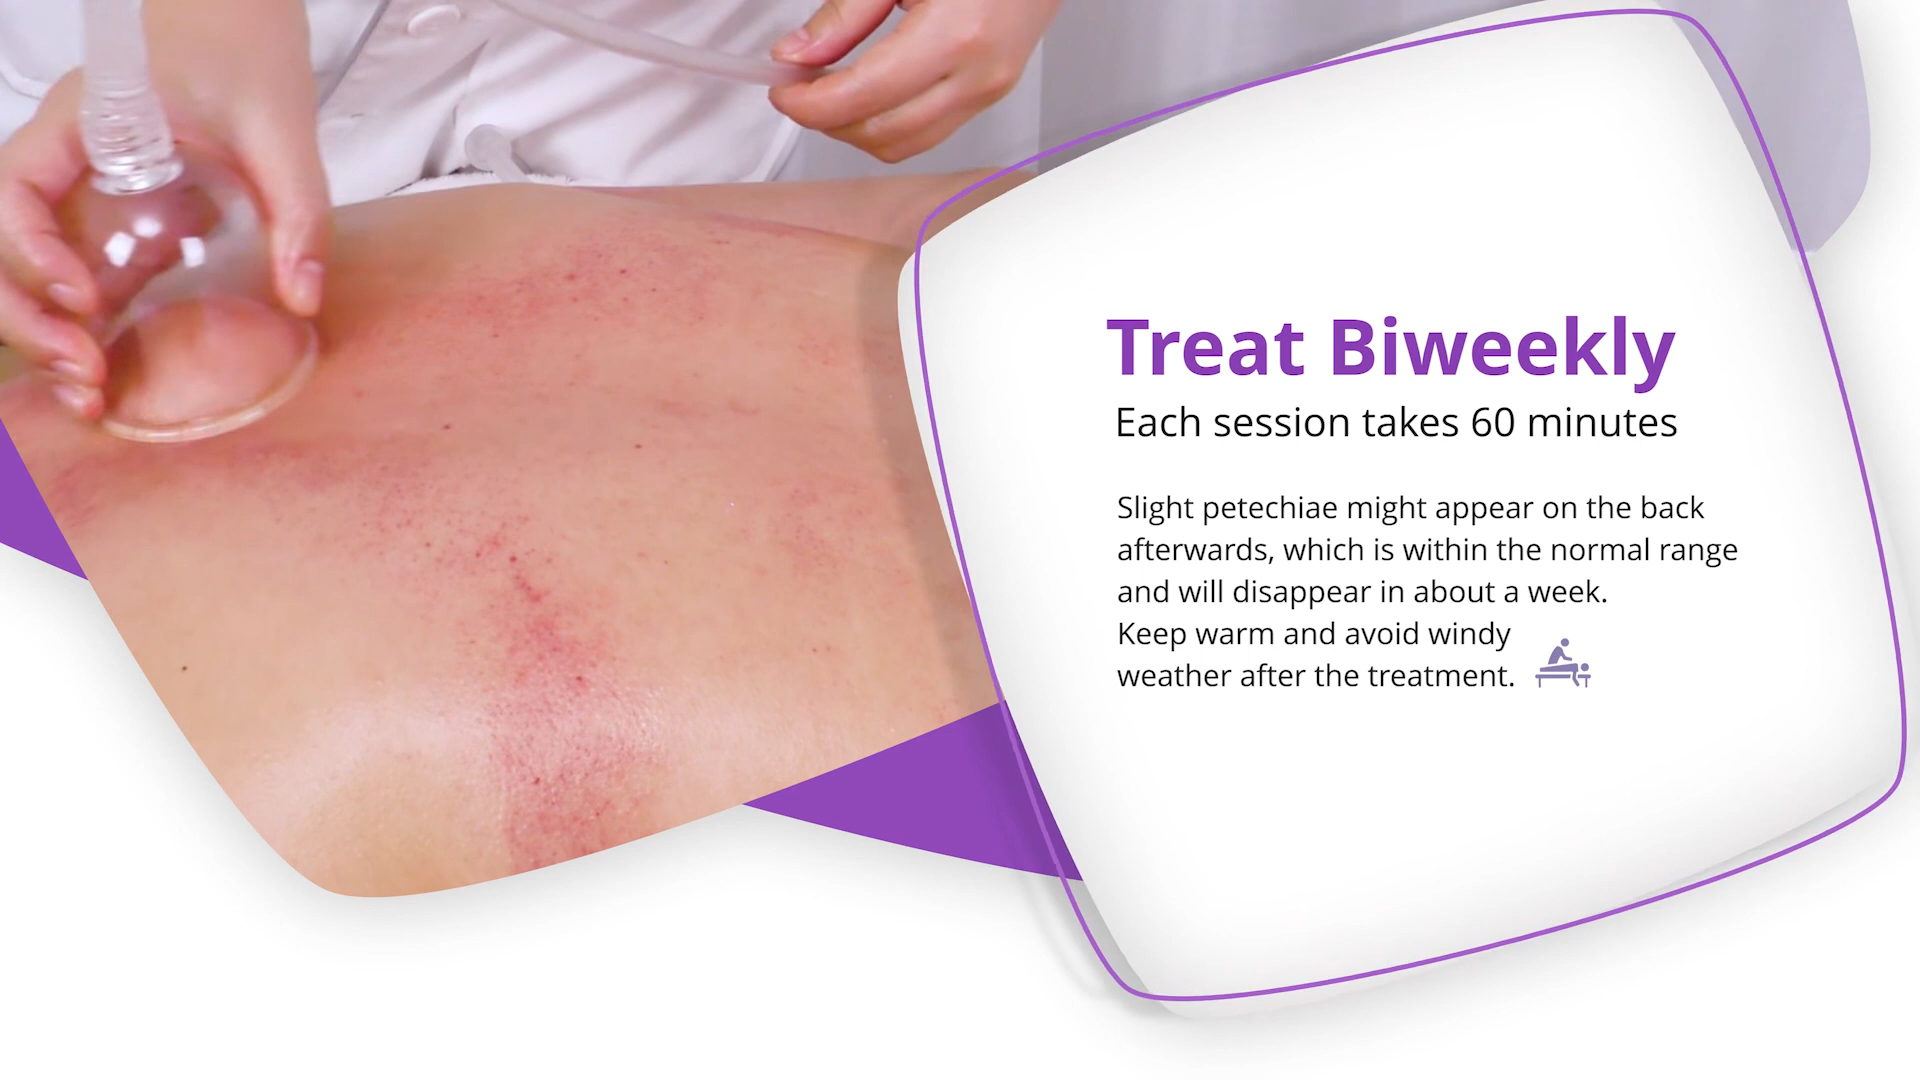 Treat Biweekly
Each session takes 60 minutes
Slight petechiae might appear on the back
afterwards, which is within the normal range
and will disappear in about a week.
Keep warm and avoid windy
weather after the treatment.